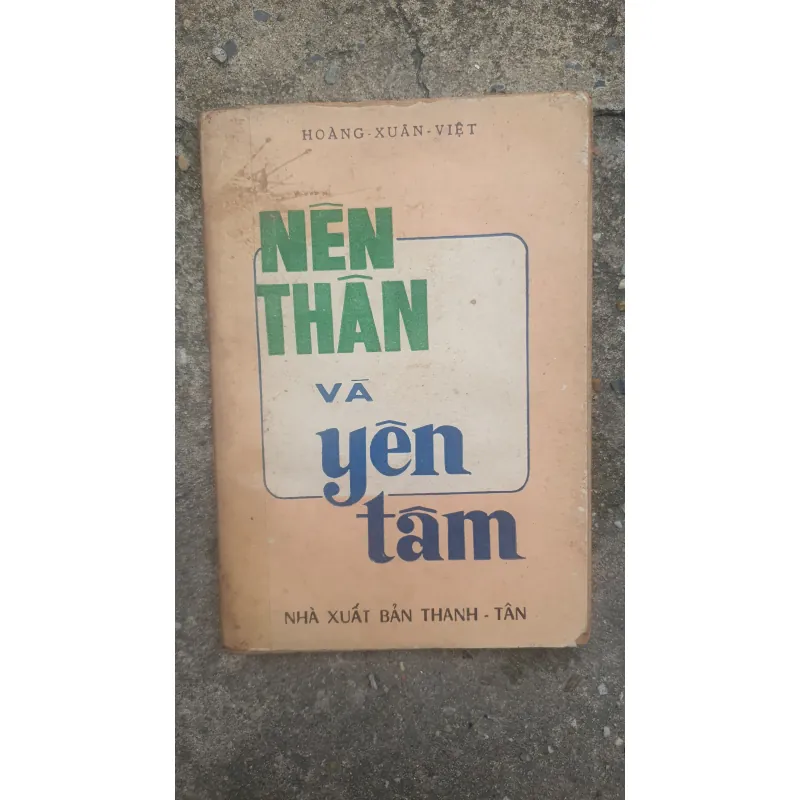 HOÀNG-XUÂN-VIỆT
NÊN
THÂN
VÀ
yên
tâm
NHÀ XUẤT BẢN THANH - TÂN